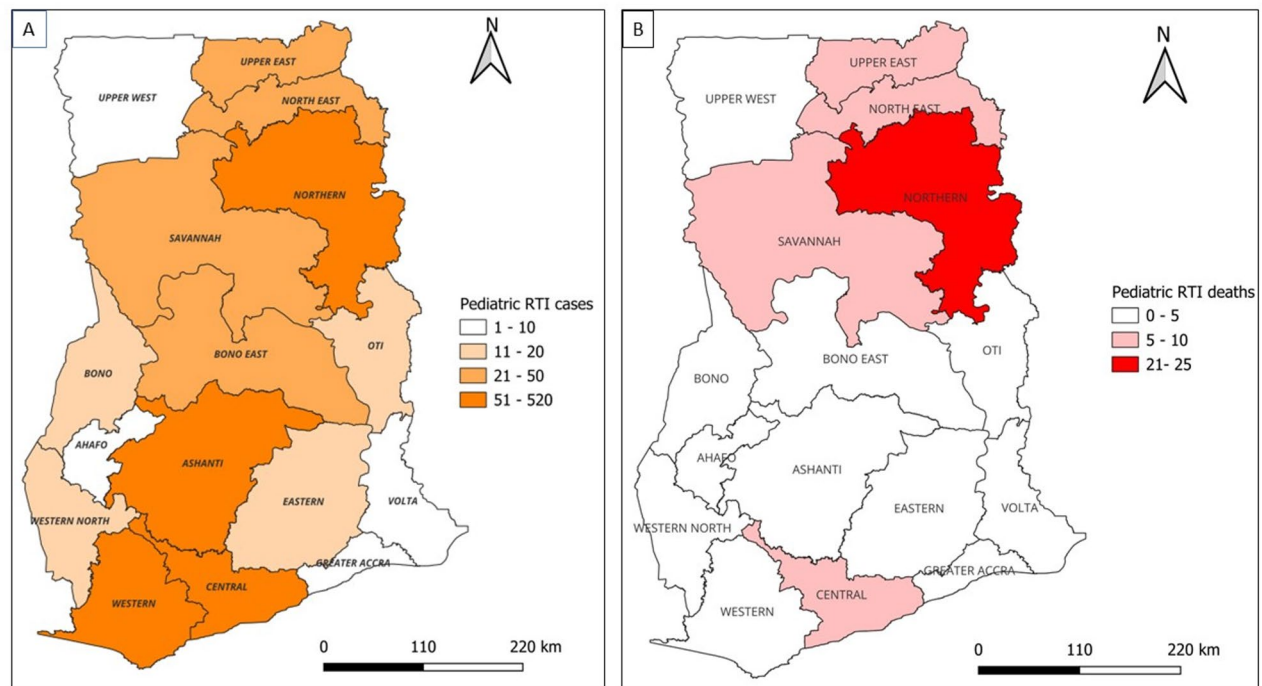 A
N
UPPER EAST
UPPER WEST
NORTH EAST
NORTHERN
SAVANNAH
Pediatric RTI cases
1 - 10
11 - 20
21 - 50
51 - 520
BONO EAST
OTI
BONO
AHAFO
ASHANTI
EASTERN
VOLTA
WESTERN NORTH
GREATER ACCRA
CENTRAL
WESTERN
0 110 220 km
B
N
UPPER EAST
UPPER WEST
NORTH EAST
NORTHERN
SAVANNAH
Pediatric RTI deaths
0 - 5
5 - 10
21- 25
OTI
BONO EAST
BONO
AHAFO
ASHANTI
EASTERN
VOLTA
WESTERN NORTH
GREATER ACCRA
CENTRAL
WESTERN
0 110 220 km